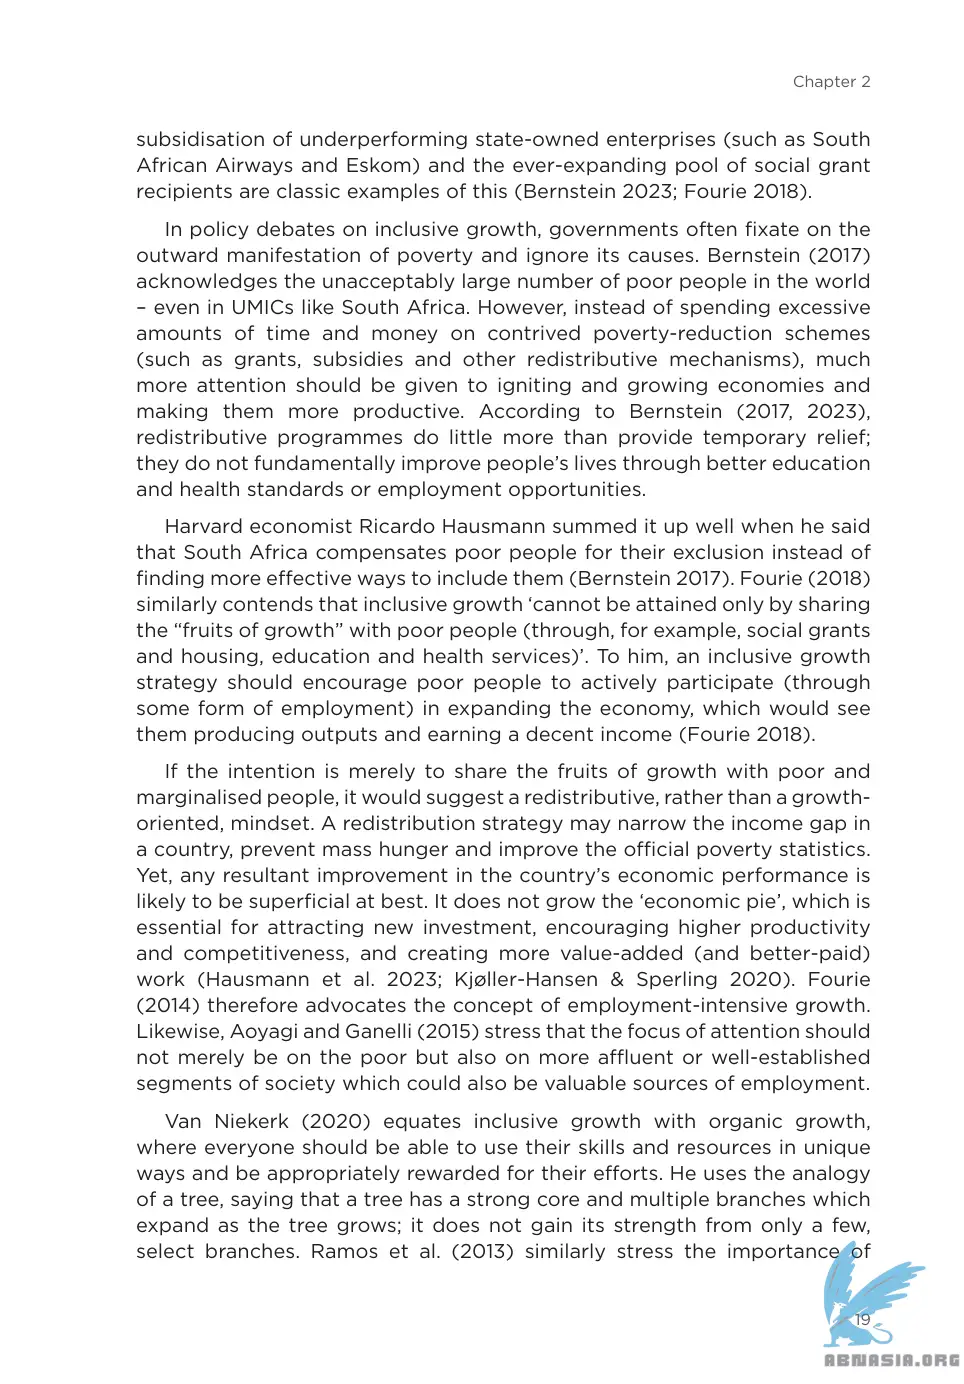 Chapter 2
subsidisation of underperforming state-owned enterprises (such as South
African Airways and Eskom) and the ever-expanding pool of social grant
recipients are classic examples of this (Bernstein 2023; Fourie 2018).
In policy debates on inclusive growth, governments often fixate on the
outward manifestation of poverty and ignore its causes. Bernstein (2017)
acknowledges the unacceptably large number of poor people in the world
– even in UMICs like South Africa. However, instead of spending excessive
amounts of time and money on contrived poverty-reduction schemes
(such as grants, subsidies and other redistributive mechanisms), much
more attention should be given to igniting and growing economies and
making them more productive. According to Bernstein (2017, 2023),
redistributive programmes do little more than provide temporary relief;
they do not fundamentally improve people’s lives through better education
and health standards or employment opportunities.
Harvard economist Ricardo Hausmann summed it up well when he said
that South Africa compensates poor people for their exclusion instead of
finding more effective ways to include them (Bernstein 2017). Fourie (2018)
similarly contends that inclusive growth ‘cannot be attained only by sharing
the “fruits of growth” with poor people (through, for example, social grants
and housing, education and health services)’. To him, an inclusive growth
strategy should encourage poor people to actively participate (through
some form of employment) in expanding the economy, which would see
them producing outputs and earning a decent income (Fourie 2018).
If the intention is merely to share the fruits of growth with poor and
marginalised people, it would suggest a redistributive, rather than a growth-
oriented, mindset. A redistribution strategy may narrow the income gap in
a country, prevent mass hunger and improve the official poverty statistics.
Yet, any resultant improvement in the country’s economic performance is
likely to be superficial at best. It does not grow the ‘economic pie’, which is
essential for attracting new investment, encouraging higher productivity
and competitiveness, and creating more value-added (and better-paid)
work (Hausmann et al. 2023; Kjøller-Hansen & Sperling 2020). Fourie
(2014) therefore advocates the concept of employment-intensive growth.
Likewise, Aoyagi and Ganelli (2015) stress that the focus of attention should
not merely be on the poor but also on more affluent or well-established
segments of society which could also be valuable sources of employment.
Van Niekerk (2020) equates inclusive growth with organic growth,
where everyone should be able to use their skills and resources in unique
ways and be appropriately rewarded for their efforts. He uses the analogy
of a tree, saying that a tree has a strong core and multiple branches which
expand as the tree grows; it does not gain its strength from only a few,
select branches. Ramos et al. (2013) similarly stress the importance of
19
ABNASIA.ORG